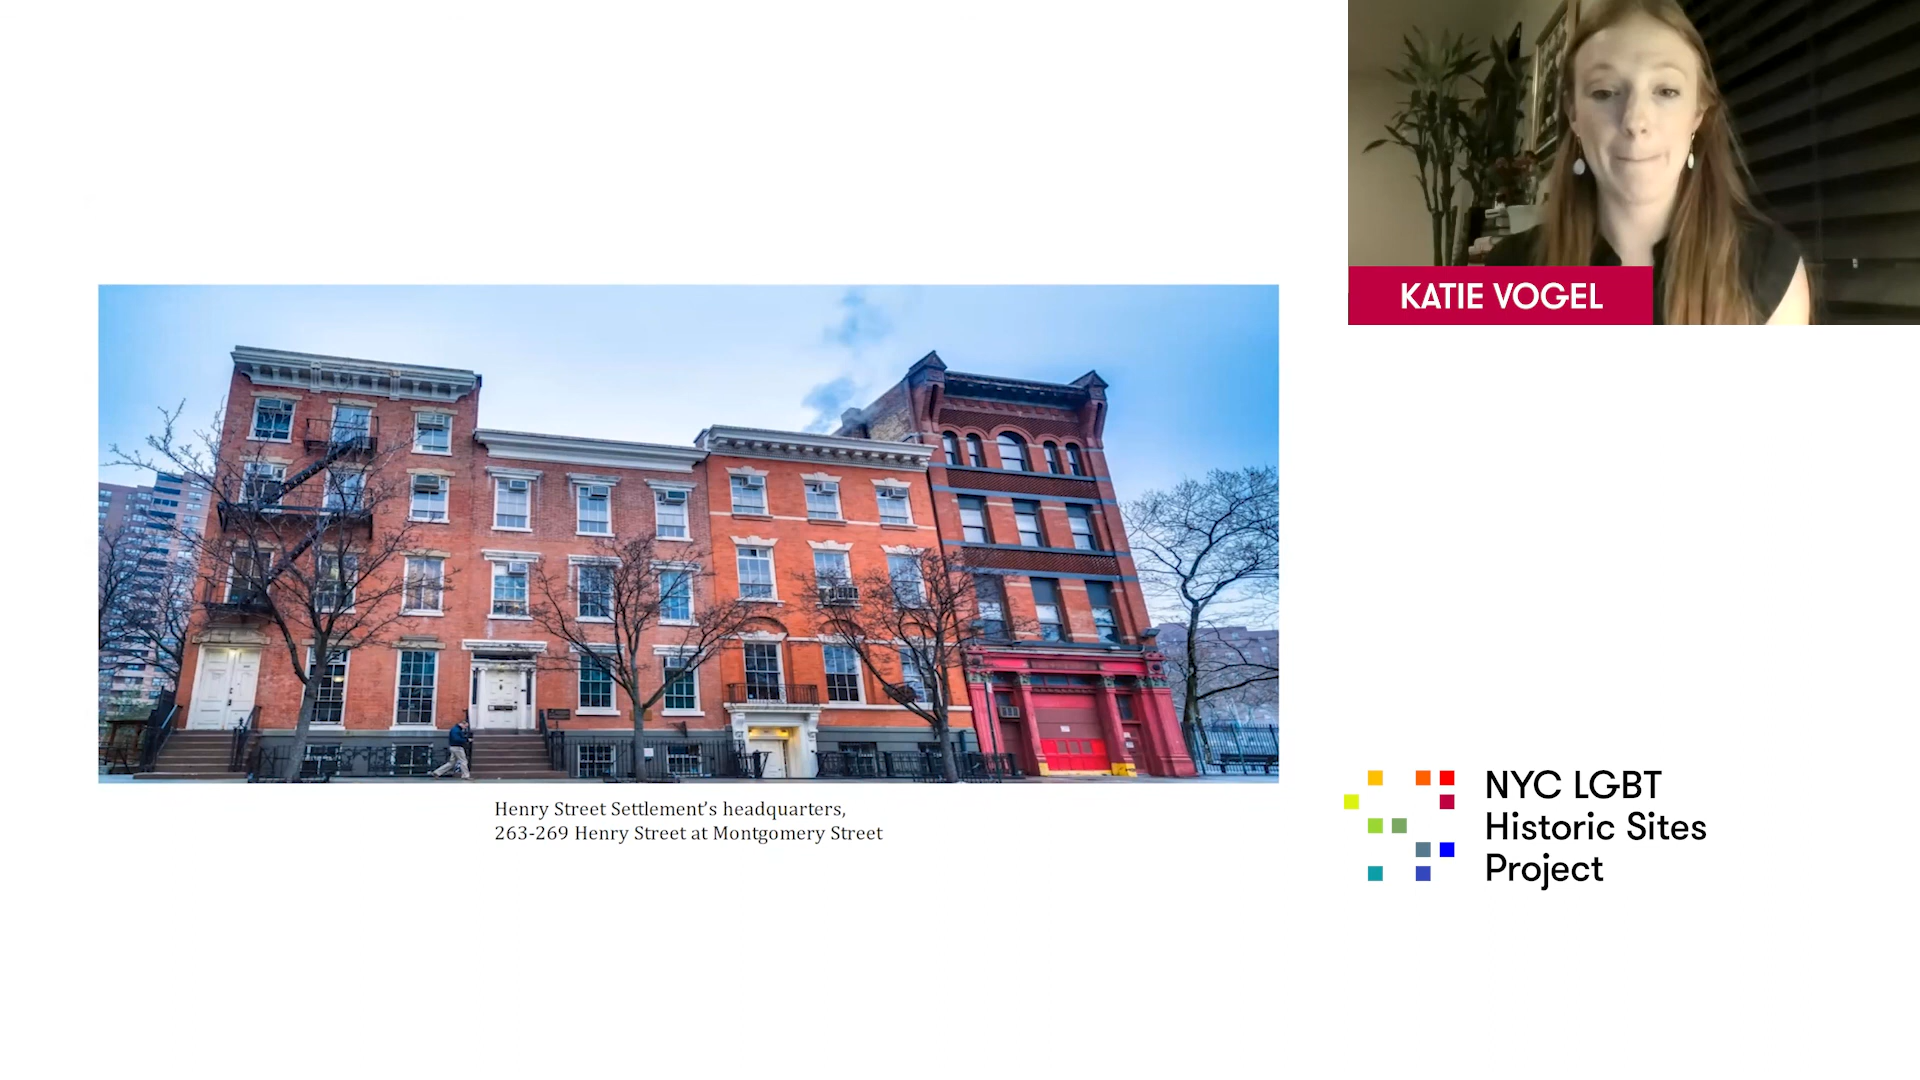 KATIE VOGEL
Henry Street Settlement’s headquarters,
263-269 Henry Street at Montgomery Street
NYC LGBT
Historic Sites
Project